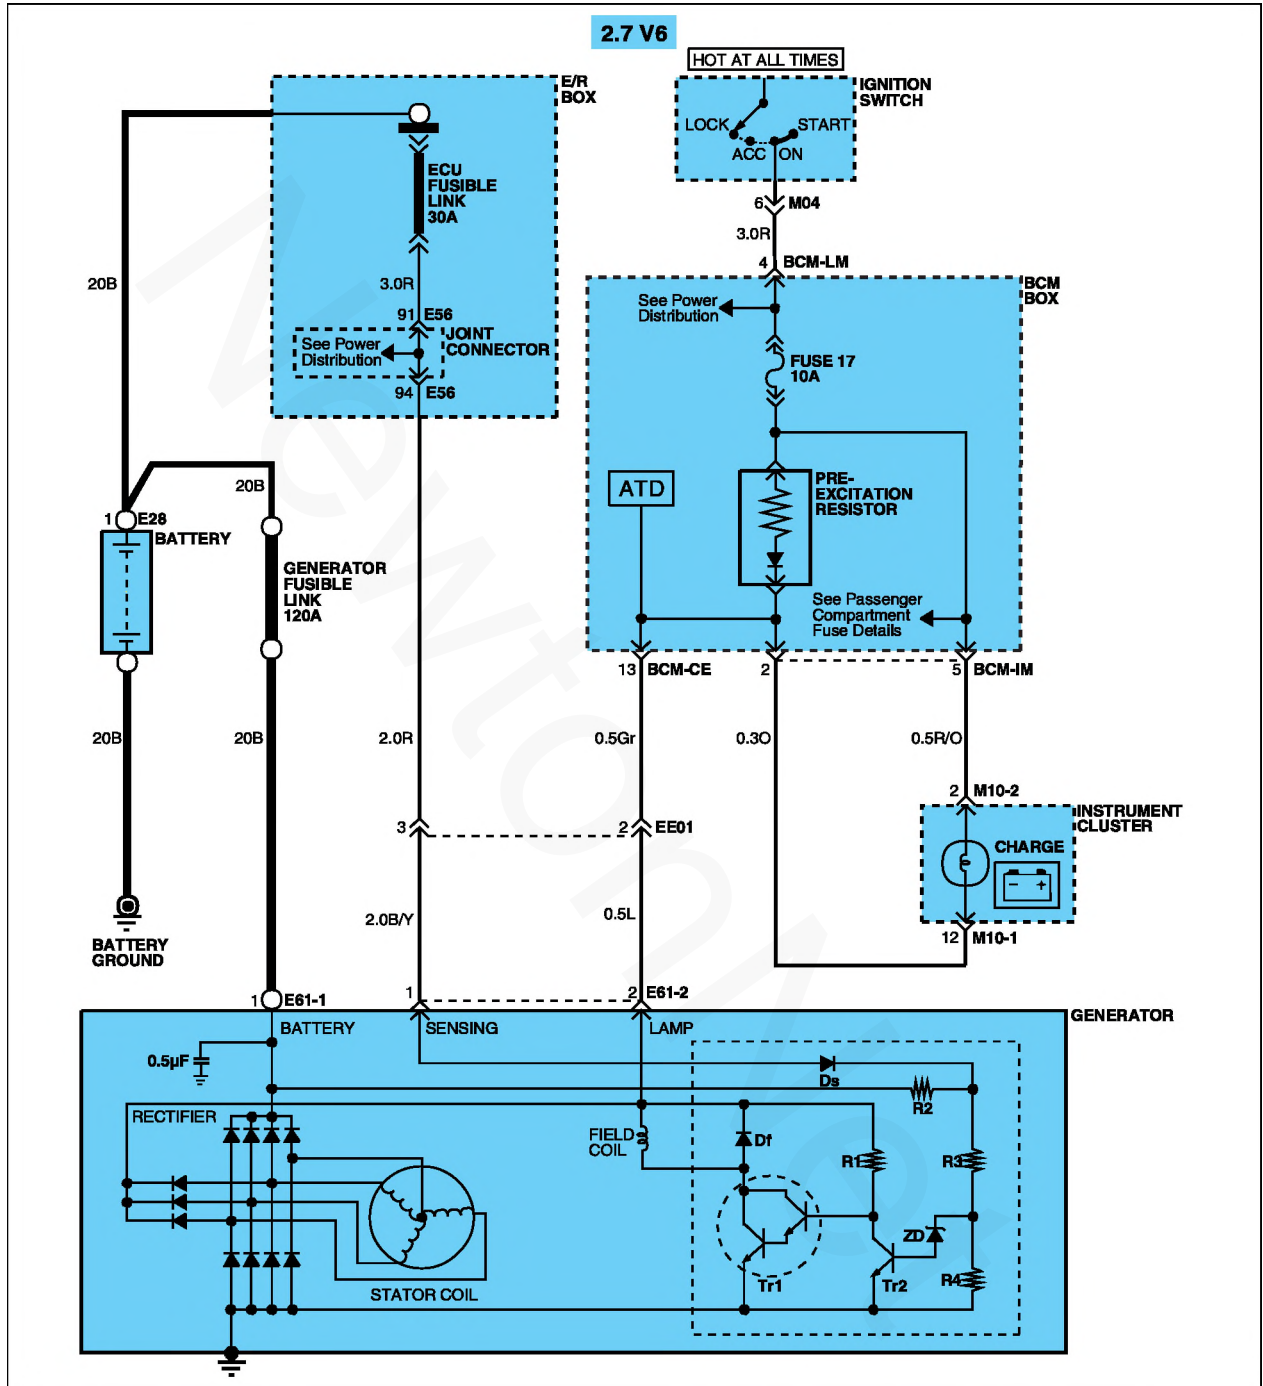 2.7 V6
HOT AT ALL TIMES
E/R
BOX
IGNITION
SWITCH
LOCK
START
ACC
ON
ECU
FUSIBLE
LINK
30A
6
M04
3.0R
4
BCM-LM
20B
3.0R
BCM
BOX
See Power
Distribution
91
E56
JOINT
CONNECTOR
See Power
Distribution
FUSE 17
10A
94
E56
20B
ATD
PRE-
EXCITATION
RESISTOR
1
E28
BATTERY
GENERATOR
FUSIBLE
LINK
120A
See Passenger
Compartment
Fuse Details
13
BCM-CE
2
5
BCM-IM
20B
20B
2.0R
0.5Gr
0.3O
0.5R/O
2
M10-2
INSTRUMENT
CLUSTER
3
2
EE01
CHARGE
- +
2.0B/Y
0.5L
12
M10-1
BATTERY
GROUND
1
E61-1
1
2
E61-2
GENERATOR
BATTERY
SENSING
LAMP
0.5µF
Ds
R2
RECTIFIER
FIELD
COIL
Df
R1
R3
ZD
R4
Tr1
Tr2
STATOR COIL
NewtonNet